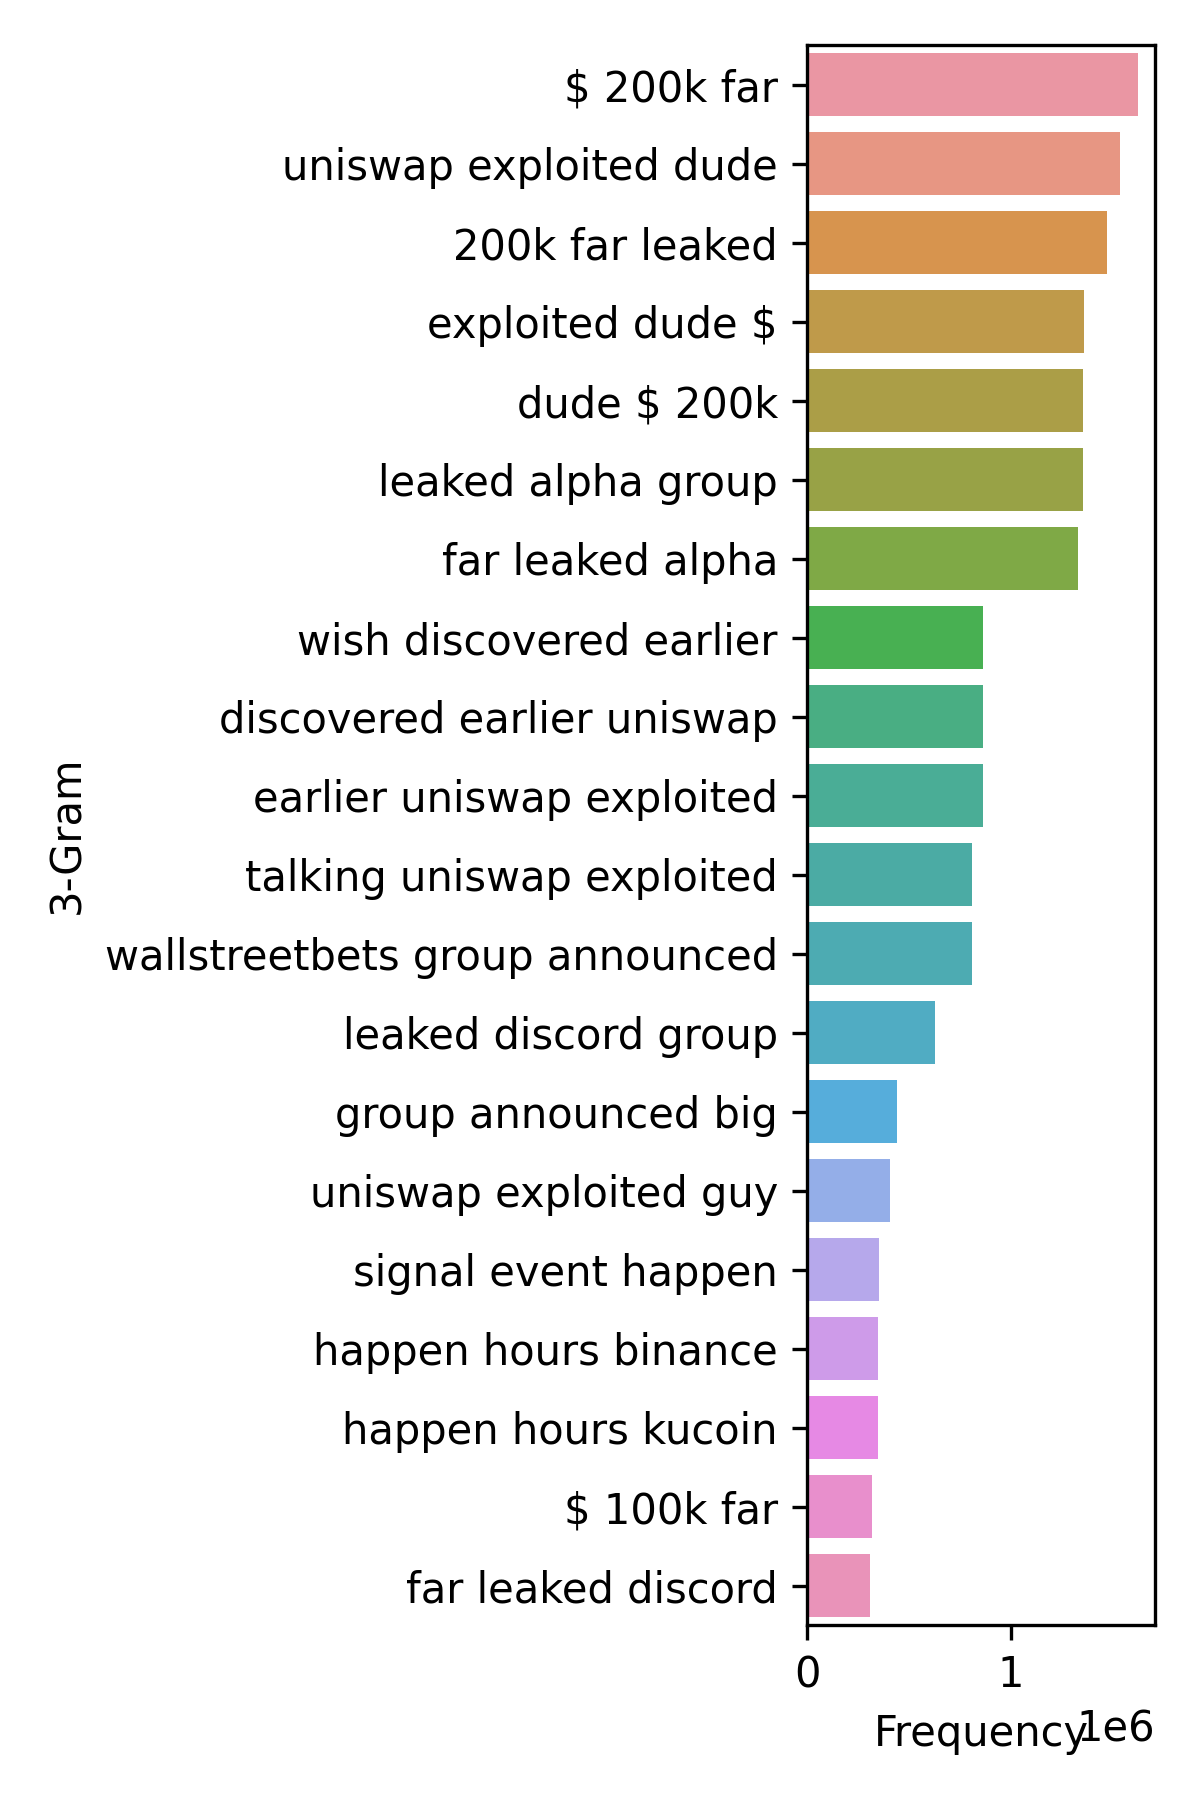 $ 200k far
uniswap exploited dude
200k far leaked
exploited dude $
dude $ 200k
leaked alpha group
far leaked alpha
wish discovered earlier
discovered earlier uniswap
earlier uniswap exploited
talking uniswap exploited
wallstreetbets group announced
leaked discord group
group announced big
uniswap exploited guy
signal event happen
happen hours binance
happen hours kucoin
$ 100k far
far leaked discord
3-Gram
0 1
Frequency
1e6